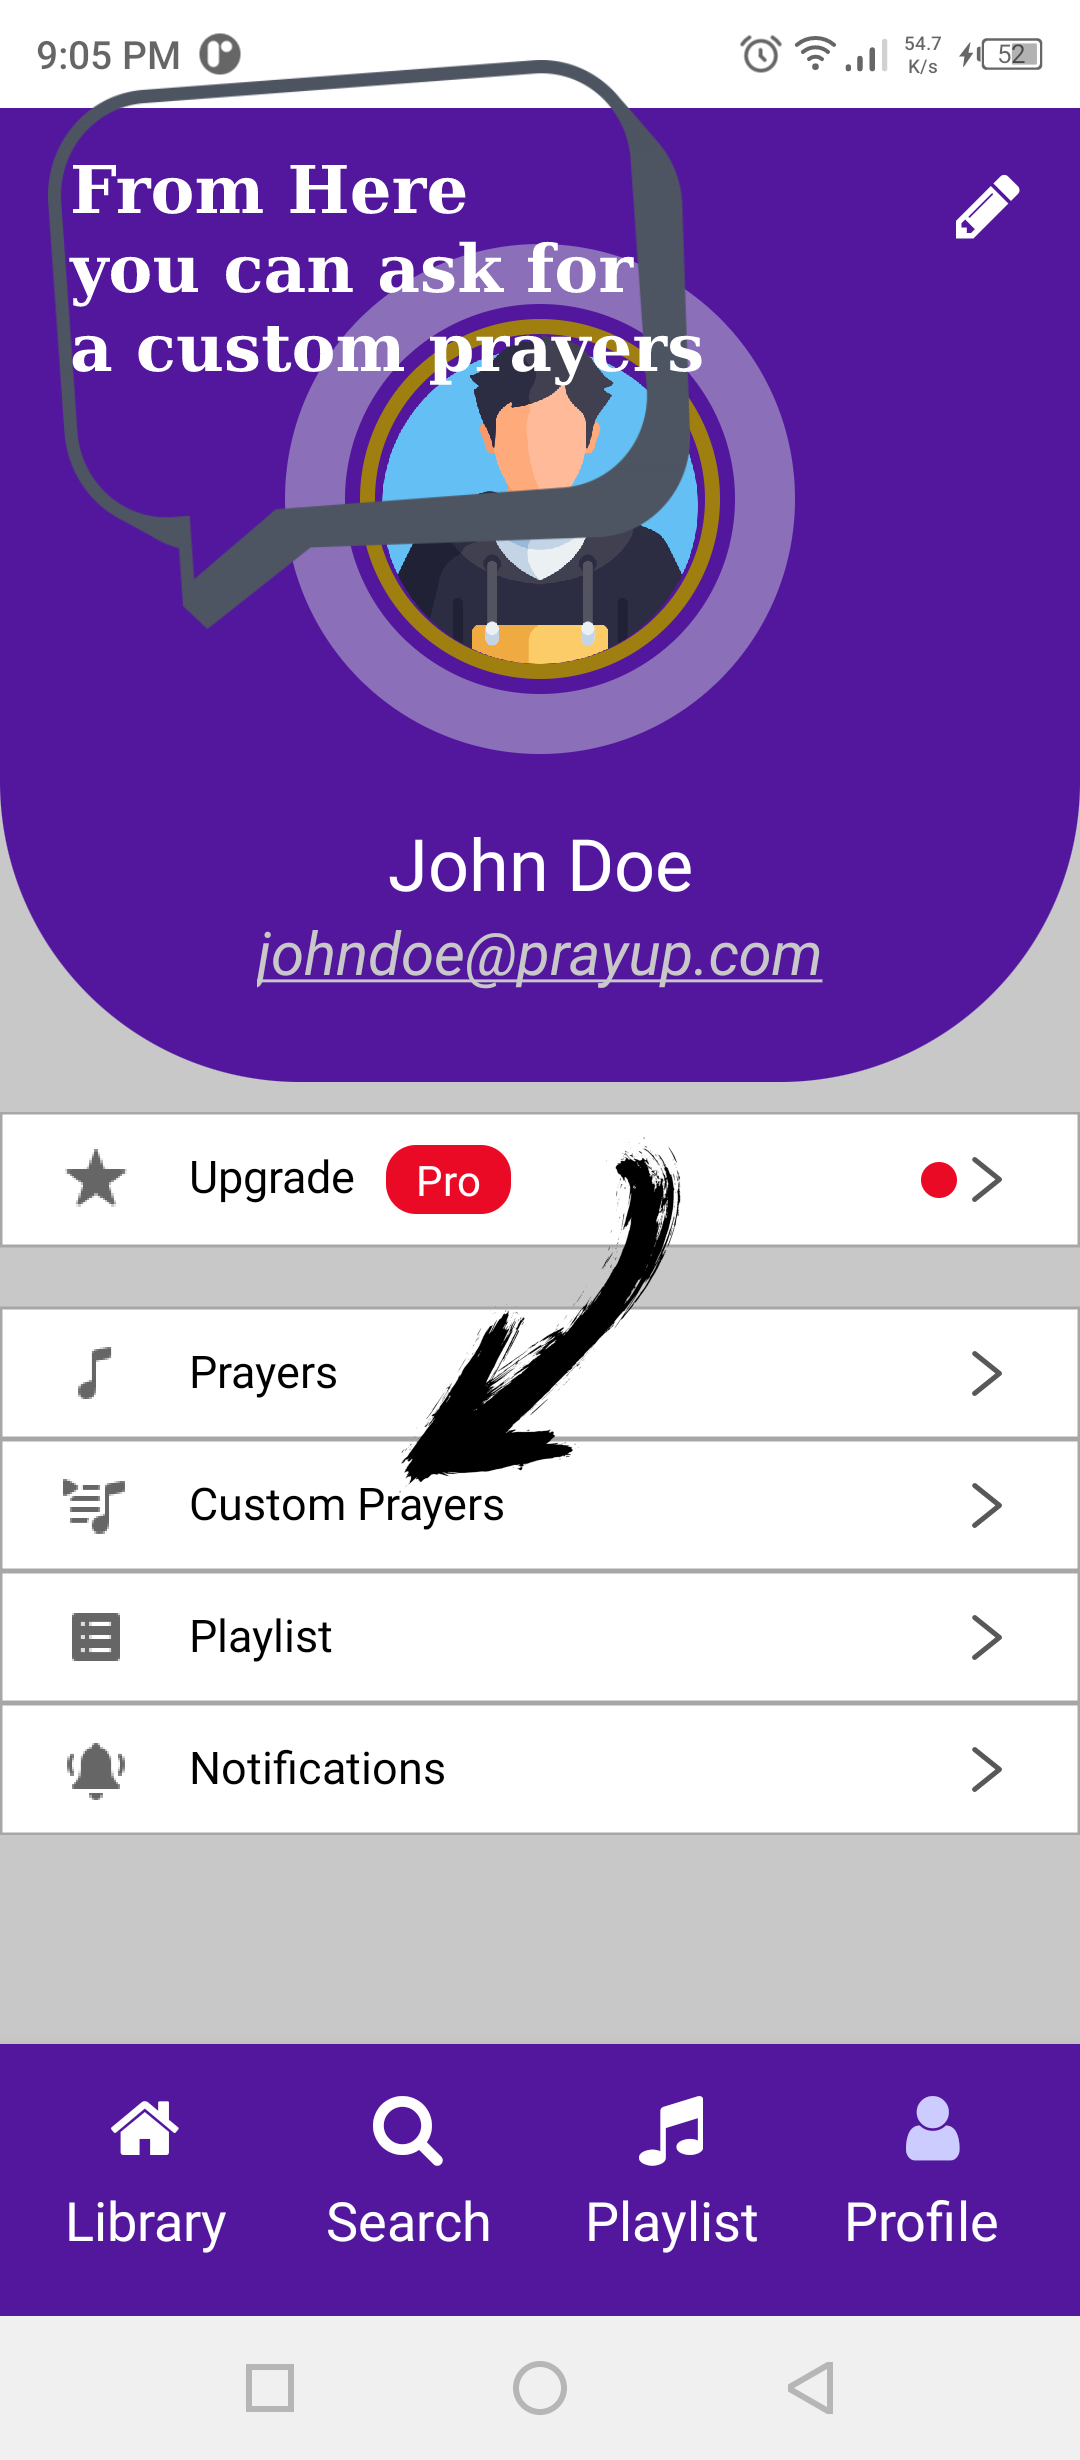 9:05 PM
54.7
K/s
52
From Here
you can ask for
a custom prayers
John Doe
johndoe@prayup.com
Upgrade Pro
Prayers
Custom Prayers
Playlist
Notifications
Library Search Playlist Profile